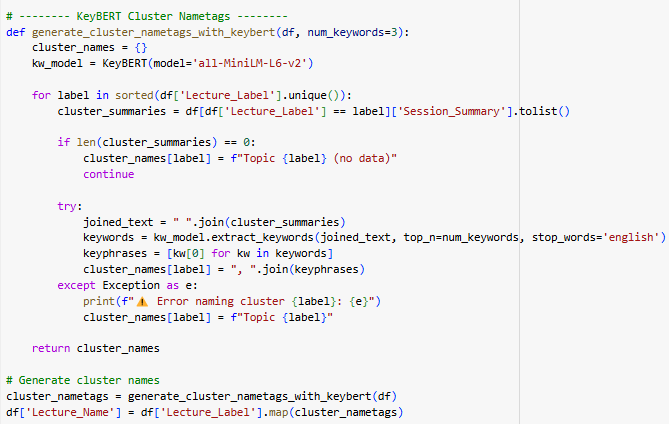 # -------- KeyBERT Cluster Nametags --------
def generate_cluster_nametags_with_keybert(df, num_keywords=3):
    cluster_names = {}
    kw_model = KeyBERT(model='all-MiniLM-L6-v2')

    for label in sorted(df['Lecture_Label'].unique()):
        cluster_summaries = df[df['Lecture_Label'] == label]['Session_Summary'].tolist()

        if len(cluster_summaries) == 0:
            cluster_names[label] = f"Topic {label} (no data)"
            continue

        try:
            joined_text = " ".join(cluster_summaries)
            keywords = kw_model.extract_keywords(joined_text, top_n=num_keywords, stop_words='english')
            keyphrases = [kw[0] for kw in keywords]
            cluster_names[label] = ", ".join(keyphrases)
        except Exception as e:
            print(f"⚠️ Error naming cluster {label}: {e}")
            cluster_names[label] = f"Topic {label}"

    return cluster_names

# Generate cluster names
cluster_nametags = generate_cluster_nametags_with_keybert(df)
df['Lecture_Name'] = df['Lecture_Label'].map(cluster_nametags)